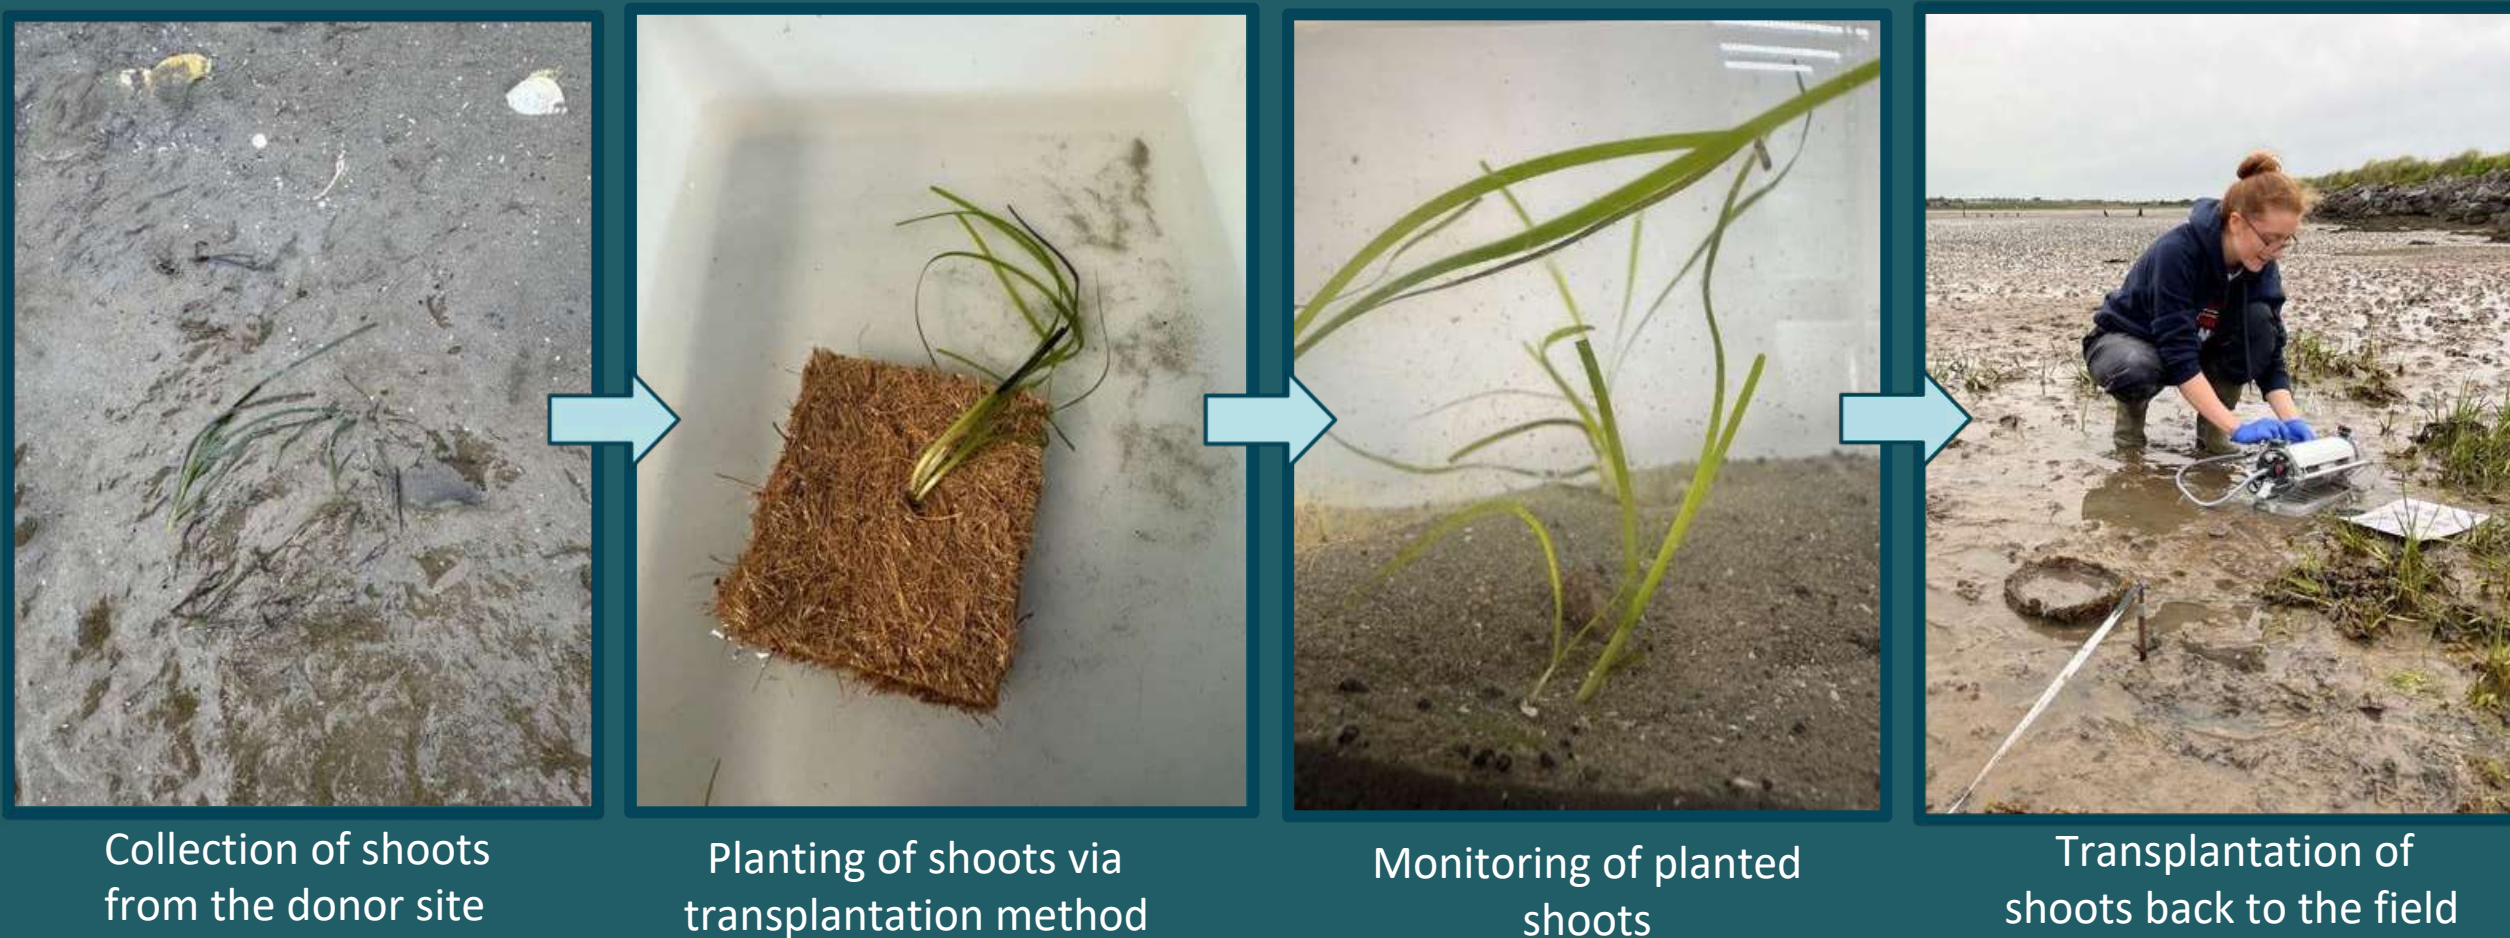 Collection of shoots
from the donor site
Planting of shoots via
transplantation method
Monitoring of planted
shoots
Transplantation of
shoots back to the field